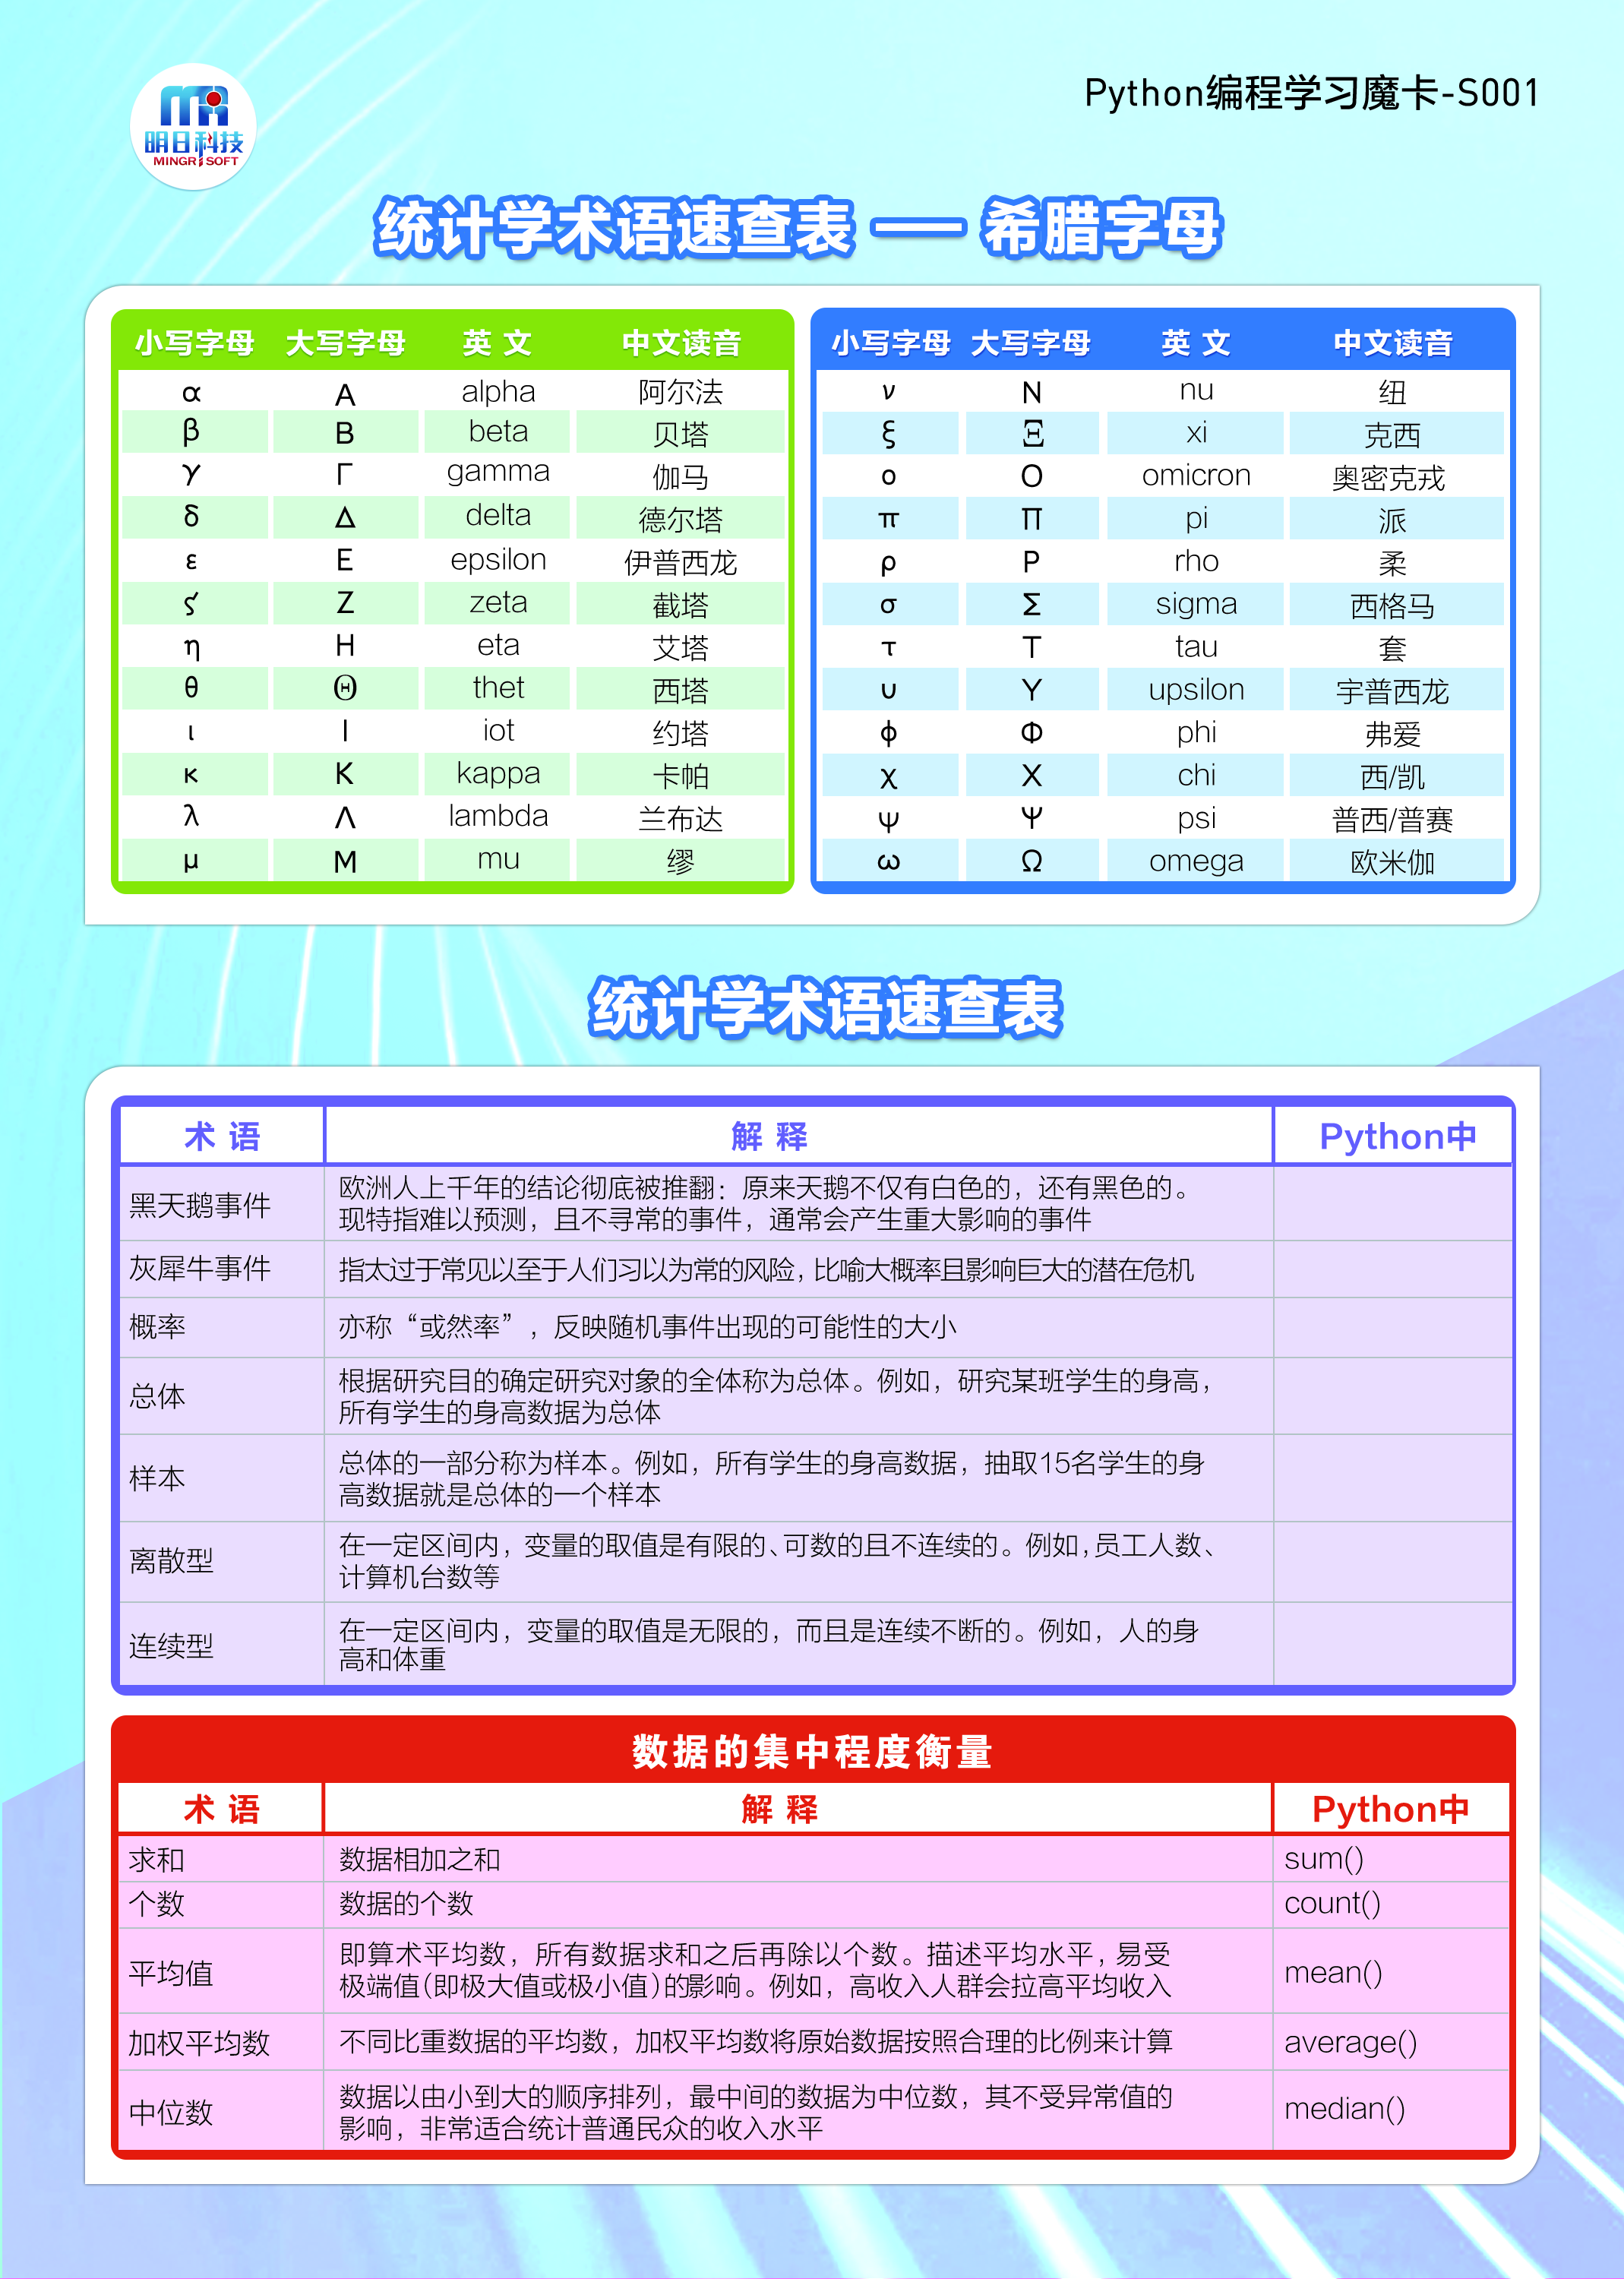 明日科技
MINGRISOFT
Python编程学习魔卡-S001
统计学术语速查表 — 希腊字母
小写字母 大写字母 英文 中文读音
α Α alpha 阿尔法
β Β beta 贝塔
γ Γ gamma 伽马
δ Δ delta 德尔塔
ε Ε epsilon 伊普西龙
ϛ Ζ zeta 截塔
η Η eta 艾塔
θ Θ thet 西塔
ι Ι iot 约塔
κ Κ kappa 卡帕
λ Λ lambda 兰布达
μ Μ mu 缪
小写字母 大写字母 英文 中文读音
ν Ν nu 纽
ξ Ξ xi 克西
ο Ο omicron 奥密克戎
π Π pi 派
ρ Ρ rho 柔
σ Σ sigma 西格马
τ Τ tau 套
υ Υ upsilon 宇普西龙
φ Φ phi 弗爱
χ Χ chi 西/凯
ψ Ψ psi 普西/普赛
ω Ω omega 欧米伽
统计学术语速查表
术语 解释 Python中
黑天鹅事件
欧洲人上千年的结论彻底被推翻：原来天鹅不仅有白色的，还有黑色的。
现特指难以预测，且不寻常的事件，通常会产生重大影响的事件
灰犀牛事件 指太过于常见以至于人们习以为常的风险，比喻大概率且影响巨大的潜在危机
概率 亦称“或然率”，反映随机事件出现的可能性的大小
总体
根据研究目的确定研究对象的全体称为总体。例如，研究某班学生的身高，
所有学生的身高数据为总体
样本
总体的一部分称为样本。例如，所有学生的身高数据，抽取15名学生的身
高数据就是总体的一个样本
离散型
在一定区间内，变量的取值是有限的、可数的且不连续的。例如，员工人数、
计算机台数等
连续型
在一定区间内，变量的取值是无限的，而且是连续不断的。例如，人的身
高和体重
数据的集中程度衡量
术语 解释 Python中
求和 数据相加之和 sum()
个数 数据的个数 count()
平均值
即算术平均数，所有数据求和之后再除以个数。描述平均水平，易受
极端值（即极大值或极小值）的影响。例如，高收入人群会拉高平均收入
mean()
加权平均数 不同比重数据的平均数，加权平均数将原始数据按照合理的比例来计算 average()
中位数
数据以由小到大的顺序排列，最中间的数据为中位数，其不受异常值的
影响，非常适合统计普通民众的收入水平
median()